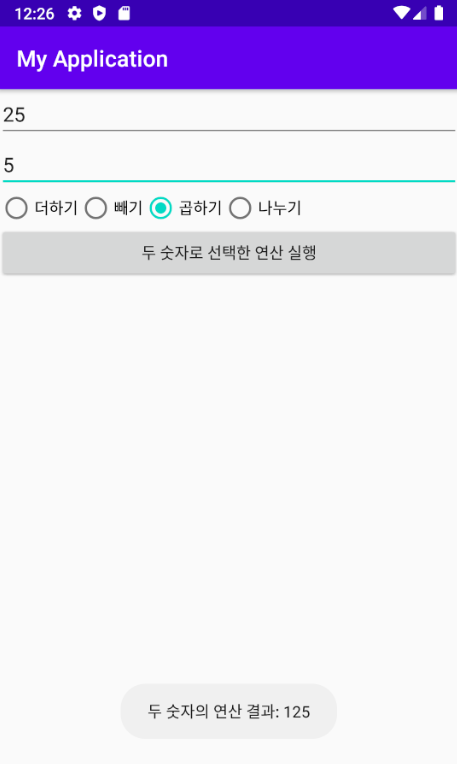 12:26
My Application
25
5
더하기 빼기 곱하기 나누기
두 숫자로 선택한 연산 실행
두 숫자의 연산 결과: 125